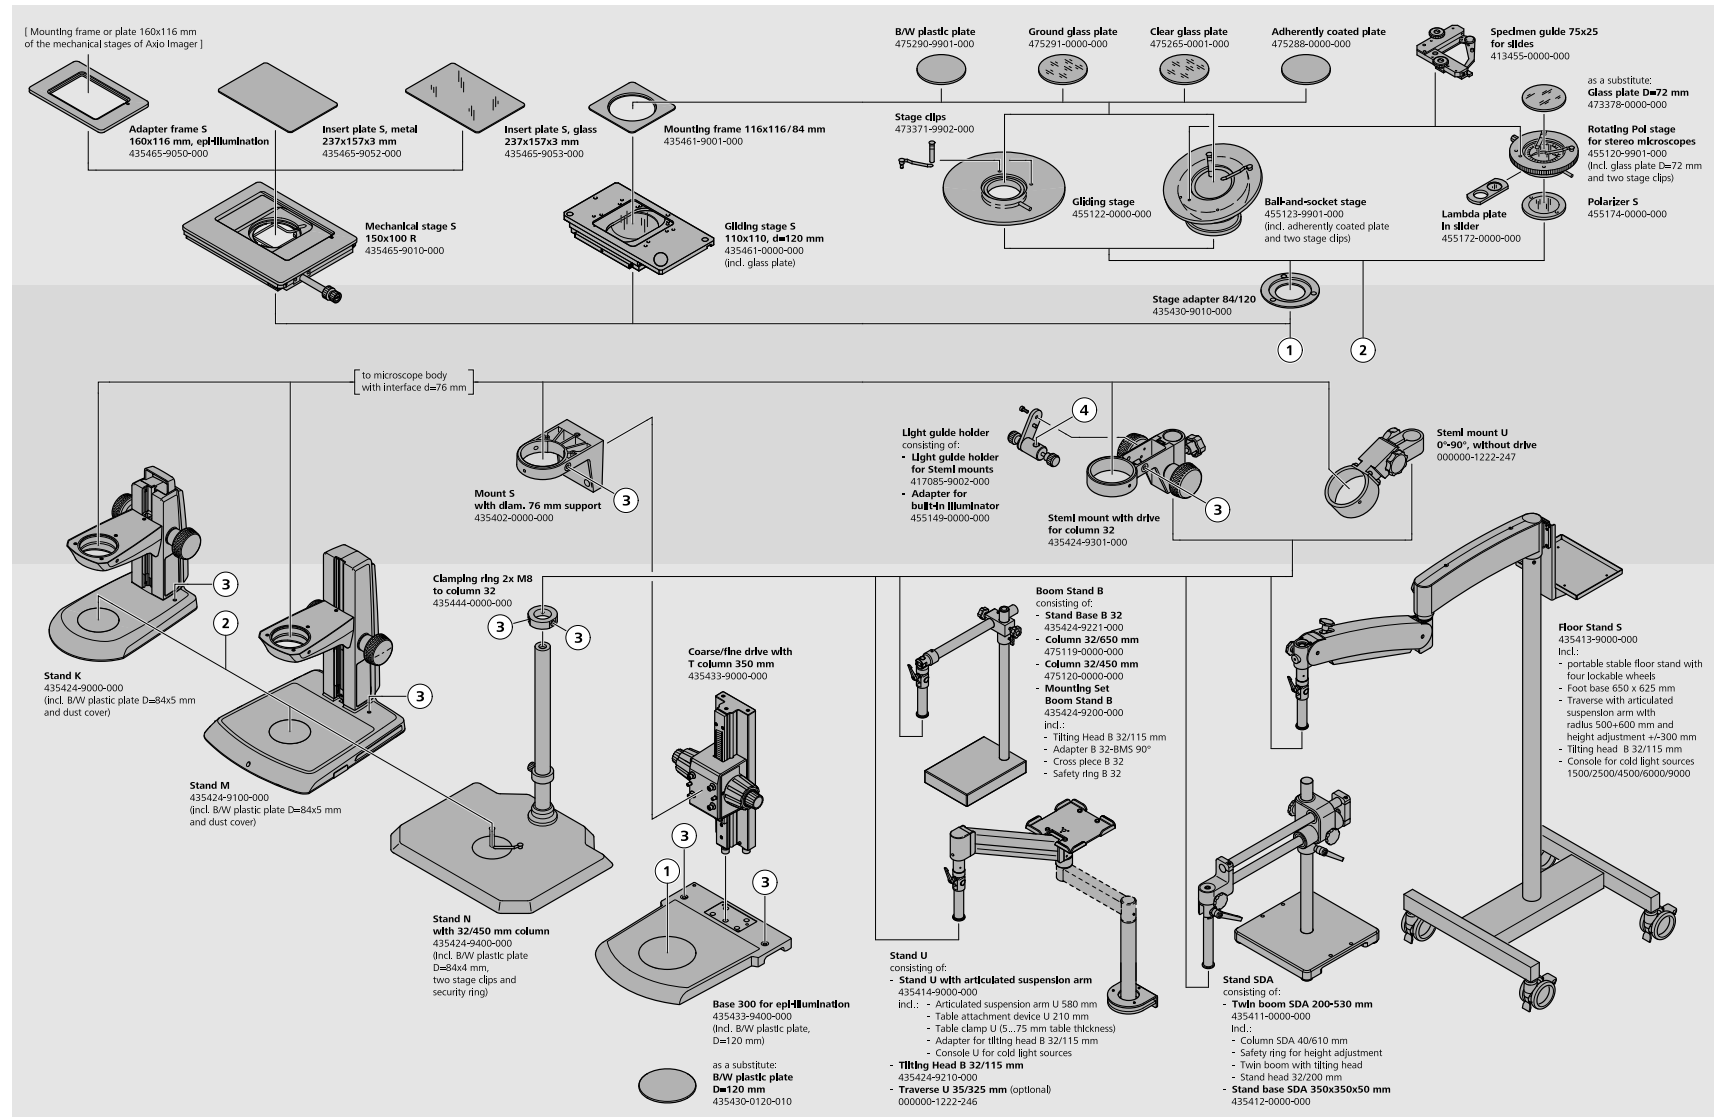 [ Mounting frame or plate 160x116 mm
of the mechanical stages of Axio Imager ]
Adapter frame S
160x116 mm, epi-illumination
435465-9050-000
Insert plate S, metal
237x157x3 mm
435465-9052-000
Insert plate S, glass
237x157x3 mm
435465-9053-000
Mounting frame 116x116/84 mm
435461-9001-000
B/W plastic plate
475290-9901-000
Ground glass plate
475291-0000-000
Clear glass plate
475265-0001-000
Adherently coated plate
475288-0000-000
Specimen guide 75x25
for slides
413455-0000-000
as a substitute:
Glass plate D=72 mm
473378-0000-000
Stage clips
473371-9902-000
Rotating Pol stage
for stereo microscopes
455120-9901-000
(Incl. glass plate D=72 mm
and two stage clips)
Mechanical stage S
150x100 R
435465-9010-000
Gliding stage S
110x110, d=120 mm
435461-0000-000
(incl. glass plate)
Gliding stage
455122-0000-000
Ball-and-socket stage
455123-9901-000
(incl. adherently coated plate
and two stage clips)
Lambda plate
in slider
455172-0000-000
Polarizer S
455174-0000-000
Stage adapter 84/120
435430-9010-000
1
2
[ to microscope body
with interface d=76 mm ]
Mount S
with diam. 76 mm support
435402-0000-000
3
Light guide holder
consisting of:
- Light guide holder
for Stemi mounts
417085-9002-000
- Adapter for
built-in illuminator
455149-0000-000
4
Stemi mount with drive
for column 32
435424-9301-000
3
Stemi mount U
0°-90°, without drive
000000-1222-247
3
2
Stand K
435424-9000-000
(incl. B/W plastic plate D=84x5 mm
and dust cover)
3
Stand M
435424-9100-000
(incl. B/W plastic plate D=84x5 mm
and dust cover)
Clamping ring 2x M8
to column 32
435444-0000-000
3
3
Stand N
with 32/450 mm column
435424-9400-000
(Incl. B/W plastic plate
D=84x4 mm,
two stage clips and
security ring)
Coarse/fine drive with
T column 350 mm
435433-9000-000
3
1
3
Base 300 for epi-illumination
435433-9400-000
(Incl. B/W plastic plate,
D=120 mm)
as a substitute:
B/W plastic plate
D=120 mm
435430-0120-010
Boom Stand B
consisting of:
- Stand Base B 32
435424-9221-000
- Column 32/650 mm
475119-0000-000
- Column 32/450 mm
475120-0000-000
- Mounting Set
Boom Stand B
435424-9200-000
incl.:
- Tilting Head B 32/115 mm
- Adapter B 32-BMS 90°
- Cross piece B 32
- Safety ring B 32
Stand U
consisting of:
- Stand U with articulated suspension arm
435414-9000-000
incl.: - Articulated suspension arm U 580 mm
- Table attachment device U 210 mm
- Table clamp U (5...75 mm table thickness)
- Adapter for tilting head B 32/115 mm
- Console U for cold light sources
- Tilting Head B 32/115 mm
435424-9210-000
- Traverse U 35/325 mm (optional)
000000-1222-246
Floor Stand S
435413-9000-000
Incl.:
- portable stable floor stand with
four lockable wheels
- Foot base 650 x 625 mm
- Traverse with articulated
suspension arm with
radius 500+600 mm and
height adjustment +/-300 mm
- Tilting head B 32/115 mm
- Console for cold light sources
1500/2500/4500/6000/9000
Stand SDA
consisting of:
- Twin boom SDA 200-530 mm
435411-0000-000
Incl.:
- Column SDA 40/610 mm
- Safety ring for height adjustment
- Twin boom with tilting head
- Stand head 32/200 mm
- Stand base SDA 350x350x50 mm
435412-0000-000